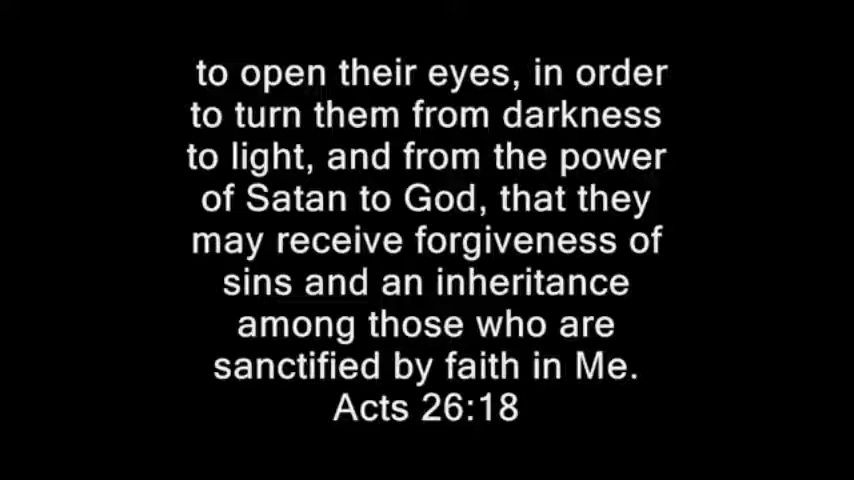 to open their eyes, in order
to turn them from darkness
to light, and from the power
of Satan to God, that they
may receive forgiveness of
sins and an inheritance
among those who are
sanctified by faith in Me.
Acts 26:18